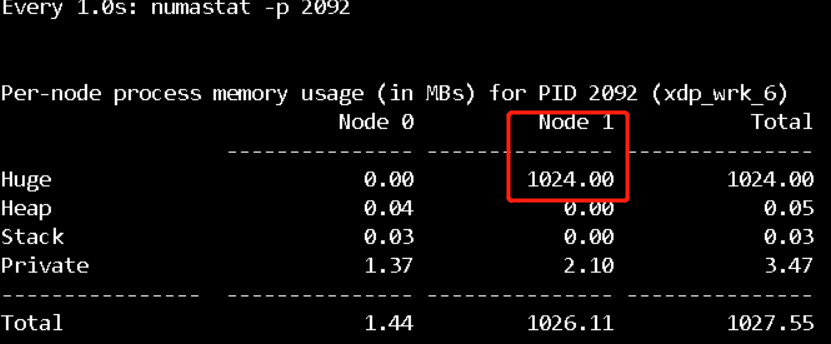 Every 1.0s: numastat -p 2092
Per-node process memory usage (in MBs) for PID 2092 (xdp_wrk_6)
                           Node 0          Node 1           Total
                  --------------- --------------- ---------------
Huge                         0.00         1024.00         1024.00
Heap                         0.04            0.00            0.05
Stack                        0.03            0.00            0.03
Private                      1.37            2.10            3.47
----------------  --------------- --------------- ---------------
Total                        1.44         1026.11         1027.55